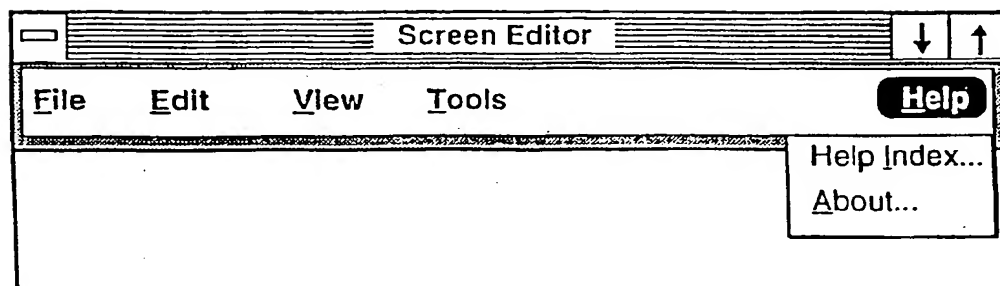 Screen Editor
File Edit View Tools Help
Help Index...
About...